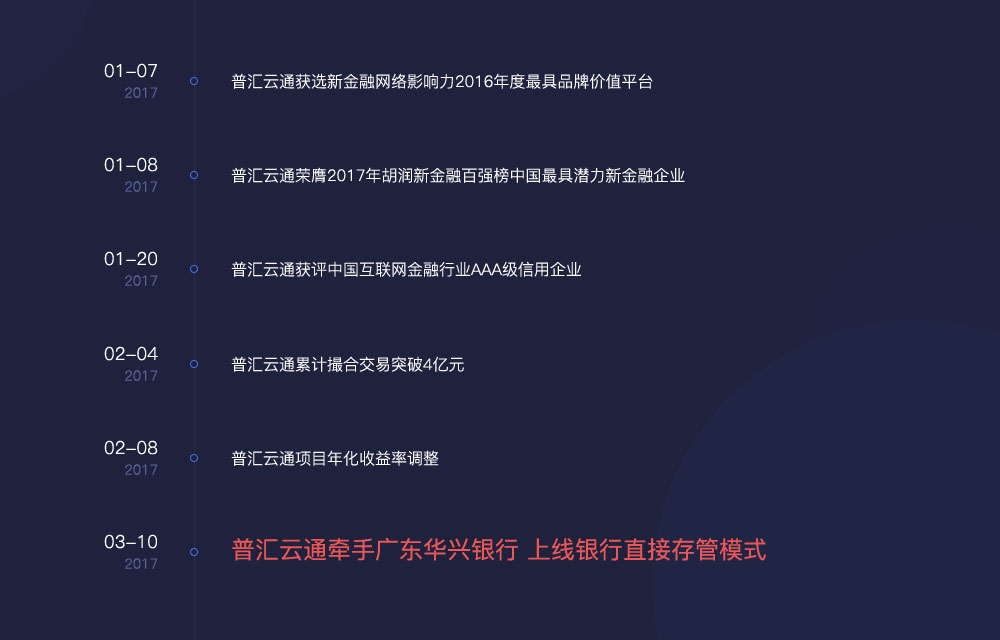 01-07
2017
普汇云通获选新金融网络影响力2016年度最具品牌价值平台
01-08
2017
普汇云通荣膺2017年胡润新金融百强榜中国最具潜力新金融企业
01-20
2017
普汇云通获评中国互联网金融行业AAA级信用企业
02-04
2017
普汇云通累计撮合交易突破4亿元
02-08
2017
普汇云通项目年化收益率调整
03-10
2017
普汇云通牵手广东华兴银行 上线银行直接存管模式